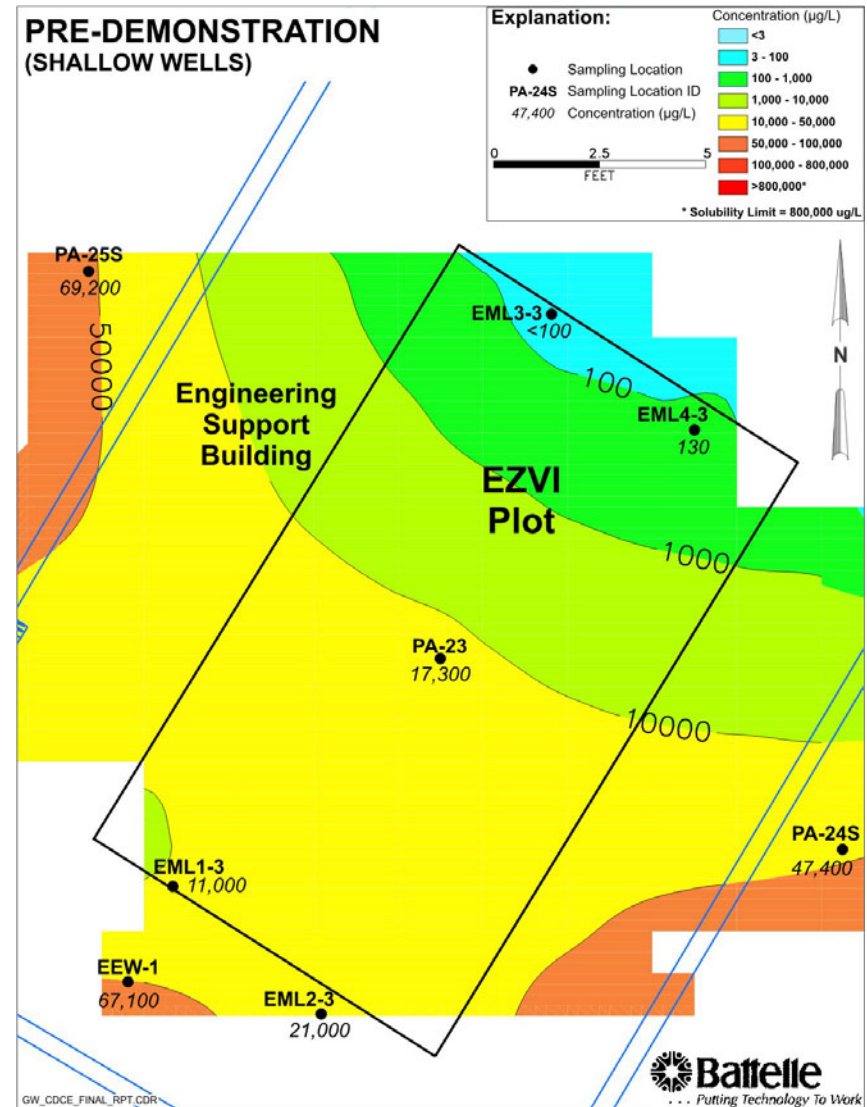 PRE-DEMONSTRATION
(SHALLOW WELLS)
Explanation:
Sampling Location
PA-24S Sampling Location ID
47,400 Concentration (µg/L)
0 2.5 5
FEET
Concentration (µg/L)
<3
3 - 100
100 - 1,000
1,000 - 10,000
10,000 - 50,000
50,000 - 100,000
100,000 - 800,000
>800,000*
* Solubility Limit = 800,000 ug/L
PA-25S
69,200
50000
N
EML3-3
<100
100
EML4-3
130
Engineering
Support
Building
EZVI
Plot
1000
PA-23
17,300
10000
PA-24S
47,400
EML1-3
11,000
EEW-1
67,100
EML2-3
21,000
Battelle
. . . Putting Technology To Work
GW_CDCE_FINAL_RPT.CDR